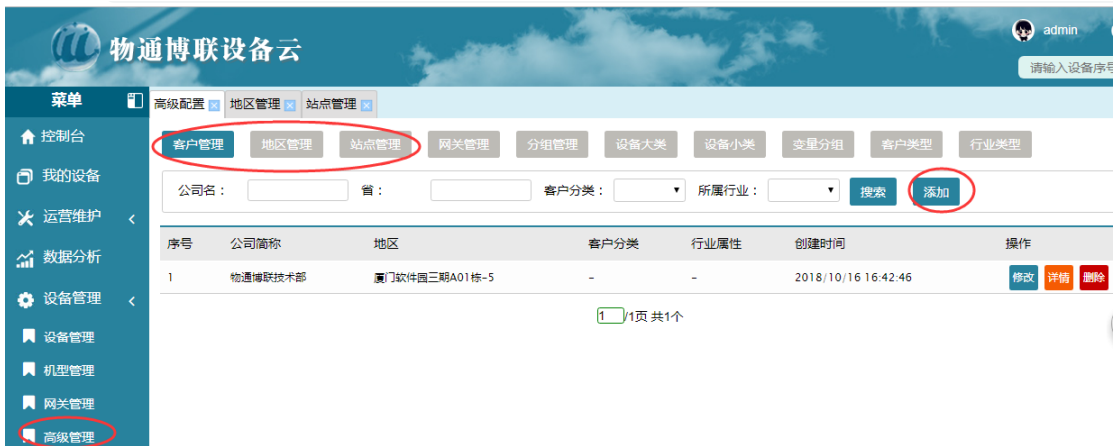 物通博联设备云
admin
请输入设备序号
菜单
高级配置 地区管理 站点管理
控制台
我的设备
运营维护
数据分析
设备管理
设备管理
机型管理
网关管理
高级管理
客户管理 地区管理 站点管理 网关管理 分组管理 设备大类 设备小类 变量分组 客户类型 行业类型
公司名： 省： 客户分类： 所属行业： 搜索 添加
序号 公司简称 地区 客户分类 行业属性 创建时间 操作
1 物通博联技术部 厦门软件园三期A01栋-5 - - 2018/10/16 16:42:46 修改 详情 删除
1 /1页 共1个